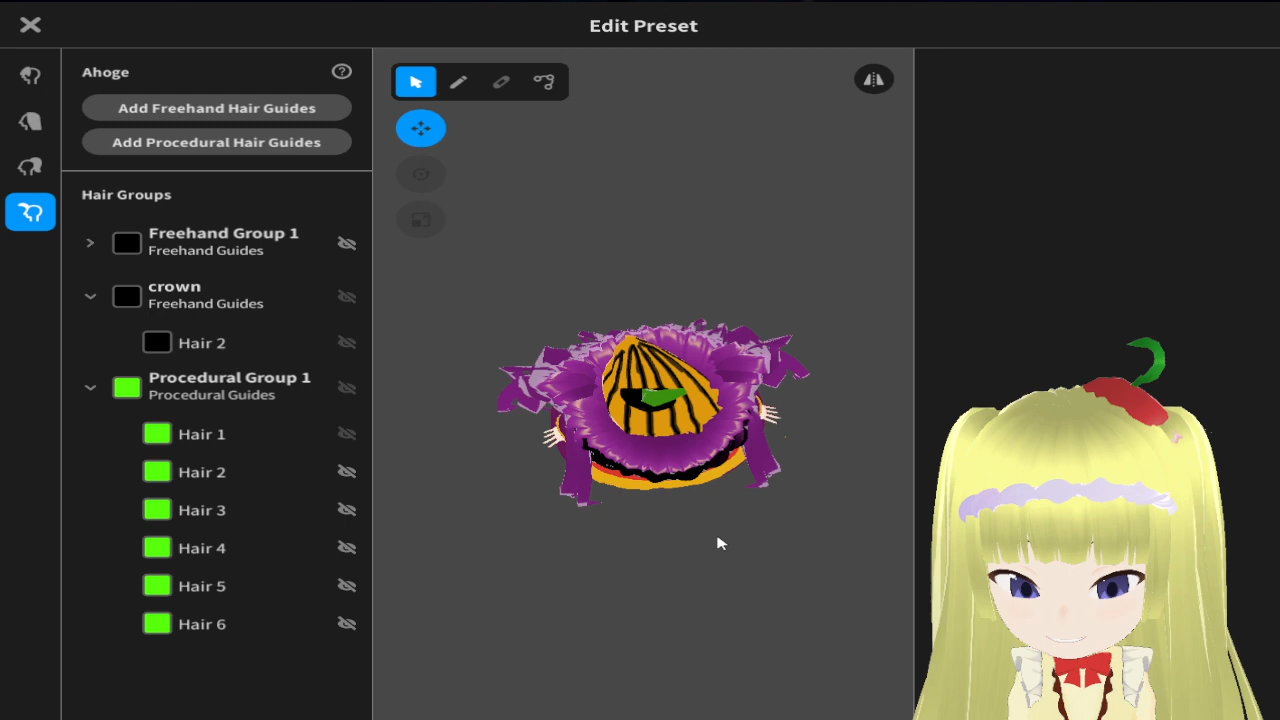 Edit Preset
Ahoge
Add Freehand Hair Guides
Add Procedural Hair Guides
Hair Groups
Freehand Group 1
Freehand Guides
crown
Freehand Guides
Hair 2
Procedural Group 1
Procedural Guides
Hair 1
Hair 2
Hair 3
Hair 4
Hair 5
Hair 6